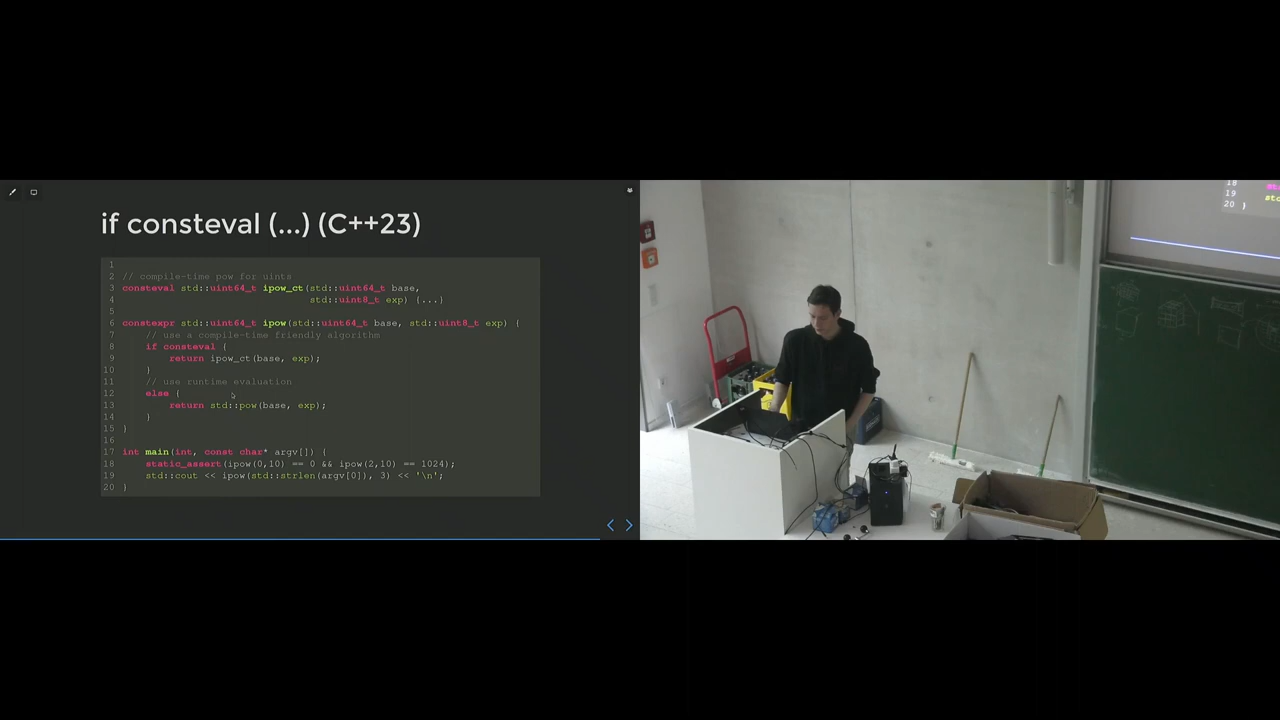 if consteval (...) (C++23)
1
2 // compile-time pow for uints
3 consteval std::uint64_t ipow_ct(std::uint64_t base,
4 std::uint8_t exp) {...}
5
6 constexpr std::uint64_t ipow(std::uint64_t base, std::uint8_t exp) {
7 // use a compile-time friendly algorithm
8 if consteval {
9 return ipow_ct(base, exp);
10 }
11 // use runtime evaluation
12 else {
13 return std::pow(base, exp);
14 }
15 }
16
17 int main(int, const char* argv[]) {
18 static_assert(ipow(0,10) == 0 && ipow(2,10) == 1024);
19 std::cout << ipow(std::strlen(argv[0]), 3) << '\n';
20 }
18
19
20 }